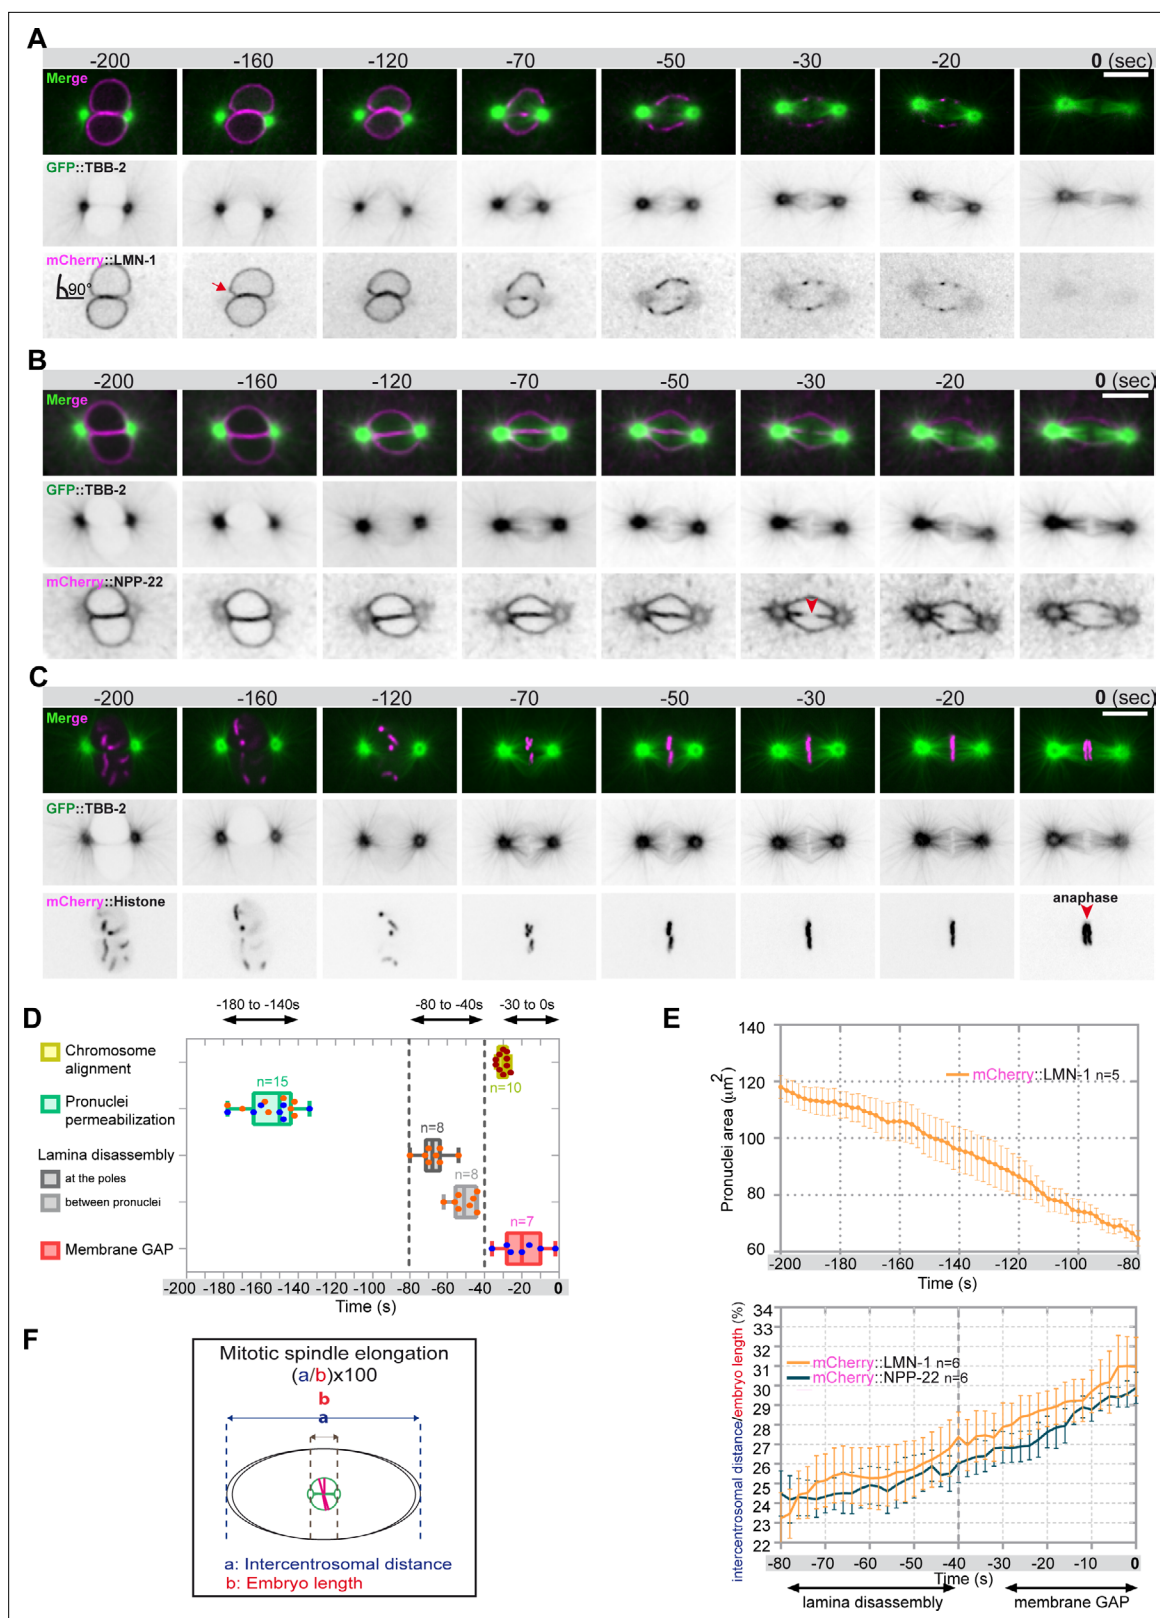 A
-200 -160 -120 -70 -50 -30 -20 0 (sec)
Merge
GFP::TBB-2
mCherry::LMN-1
90°
B
-200 -160 -120 -70 -50 -30 -20 0 (sec)
Merge
GFP::TBB-2
mCherry::NPP-22
C
-200 -160 -120 -70 -50 -30 -20 0 (sec)
Merge
GFP::TBB-2
mCherry::Histone
anaphase
D
-180 to -140s -80 to -40s -30 to 0s
Chromosome
alignment
n=10
Pronuclei
permeabilization
n=15
Lamina disassembly
at the poles
n=8
between pronuclei
n=8
Membrane GAP
n=7
-200 -180 -160 -140 -120 -100 -80 -60 -40 -20 0
Time (s)
E
Pronuclei area (μm2)
140
120
100
80
60
mCherry::LMN-1 n=5
-200 -180 -160 -140 -120 -100 -80
Time (s)
F
Mitotic spindle elongation
(a/b)x100
b
a
a: Intercentrosomal distance
b: Embryo length
intercentrosomal distance/embryo length (%)
34
33
32
31
30
29
28
27
26
25
24
23
22
mCherry::LMN-1 n=6
mCherry::NPP-22 n=6
-80 -70 -60 -50 -40 -30 -20 -10 0
Time (s)
lamina disassembly membrane GAP